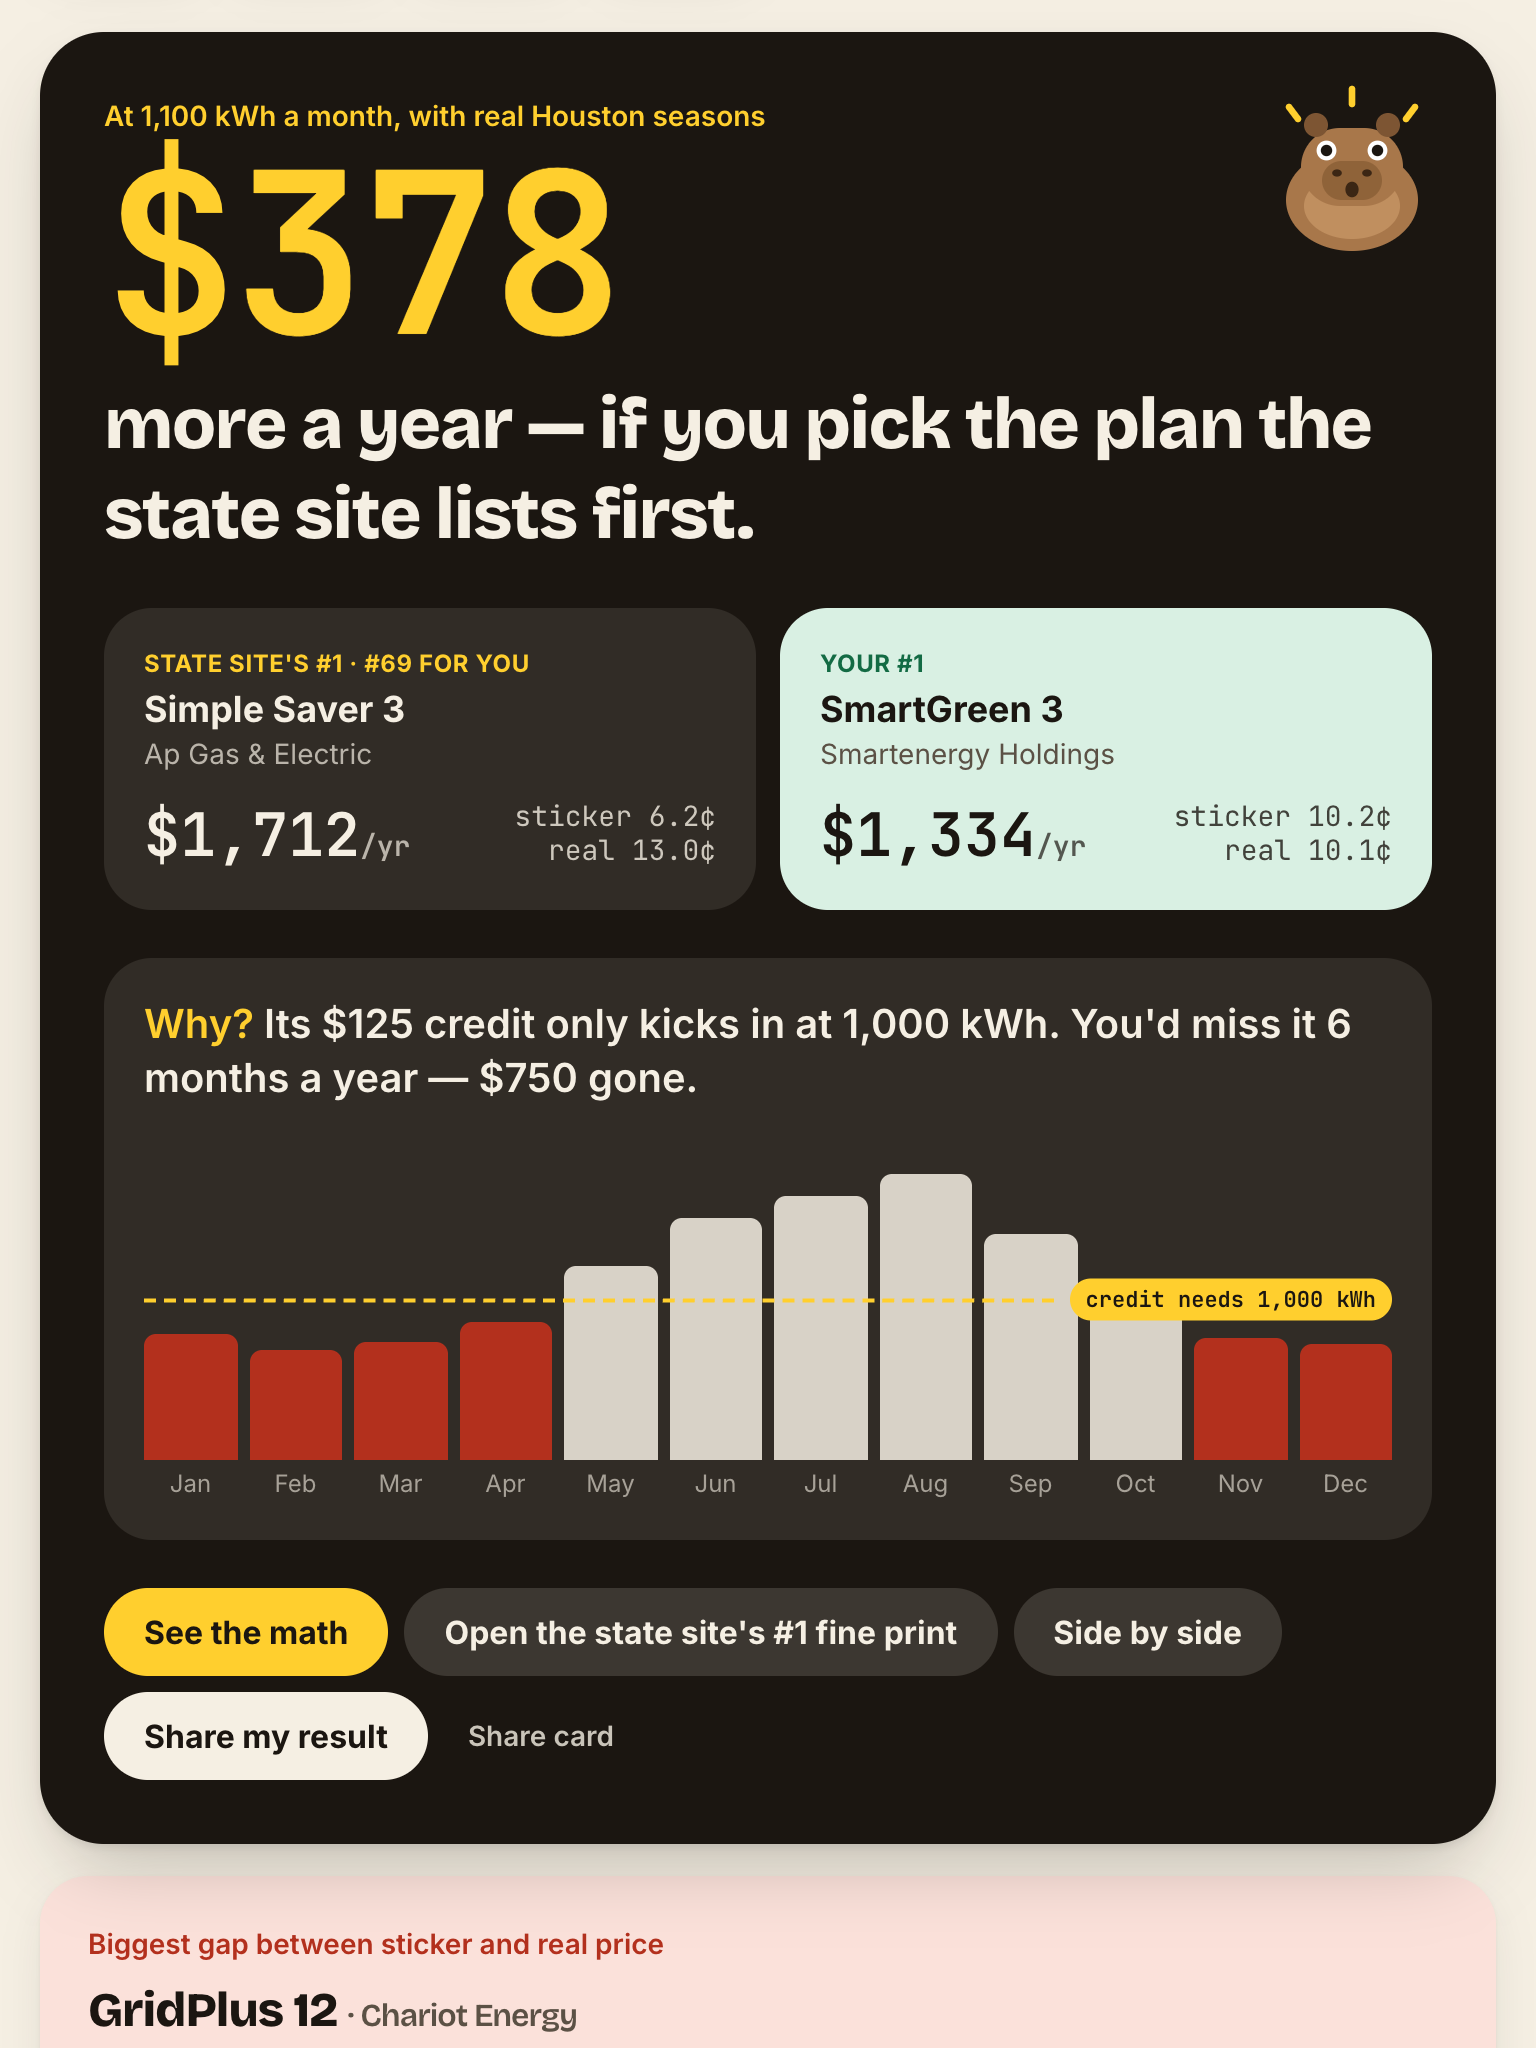 At 1,100 kWh a month, with real Houston seasons
$378
more a year — if you pick the plan the
state site lists first.
STATE SITE'S #1 · #69 FOR YOU
Simple Saver 3
Ap Gas & Electric
$1,712/yr
sticker 6.2¢
real 13.0¢
YOUR #1
SmartGreen 3
Smartenergy Holdings
$1,334/yr
sticker 10.2¢
real 10.1¢
Why? Its $125 credit only kicks in at 1,000 kWh. You'd miss it 6
months a year — $750 gone.
credit needs 1,000 kWh
Jan Feb Mar Apr May Jun Jul Aug Sep Oct Nov Dec
See the math
Open the state site's #1 fine print
Side by side
Share my result
Share card
Biggest gap between sticker and real price
GridPlus 12 · Chariot Energy